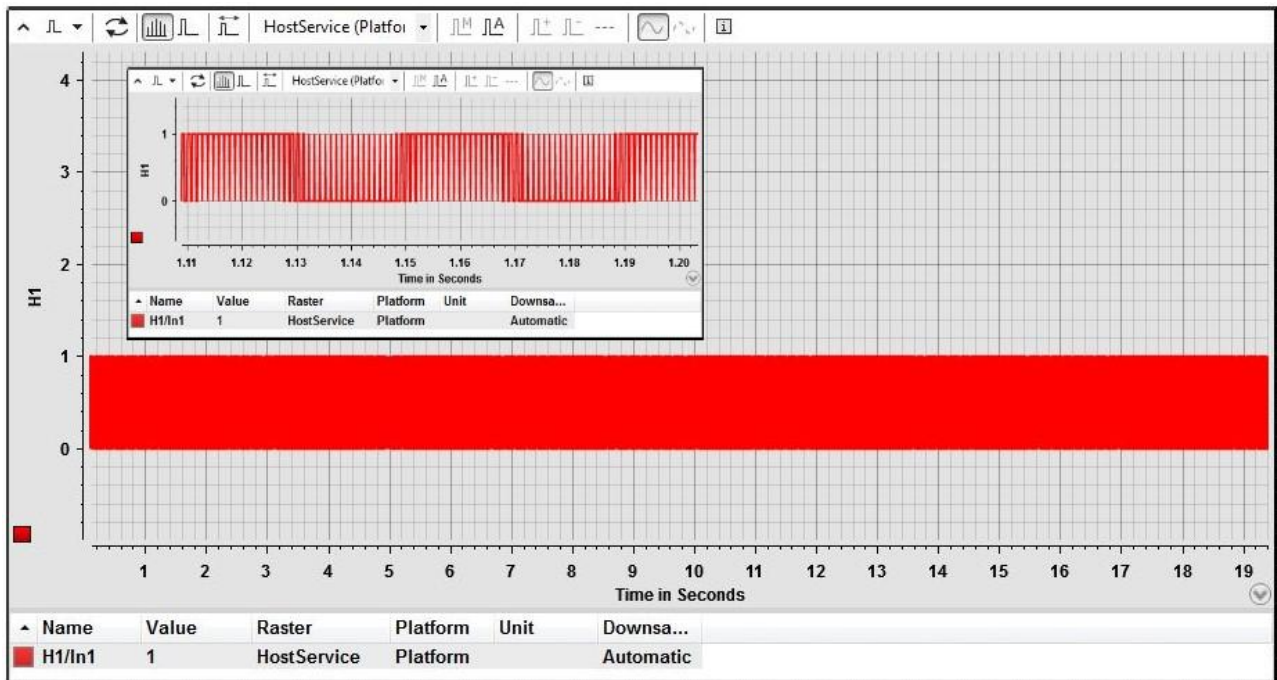 HostService (Platfor
4
3
2
1
0
H1
HostService (Platfor
1
0
H1
1.11 1.12 1.13 1.14 1.15 1.16 1.17 1.18 1.19 1.20
Time in Seconds
Name Value Raster Platform Unit Downsa...
H1/In1 1 HostService Platform Automatic
1 2 3 4 5 6 7 8 9 10 11 12 13 14 15 16 17 18 19
Time in Seconds
Name Value Raster Platform Unit Downsa...
H1/In1 1 HostService Platform Automatic